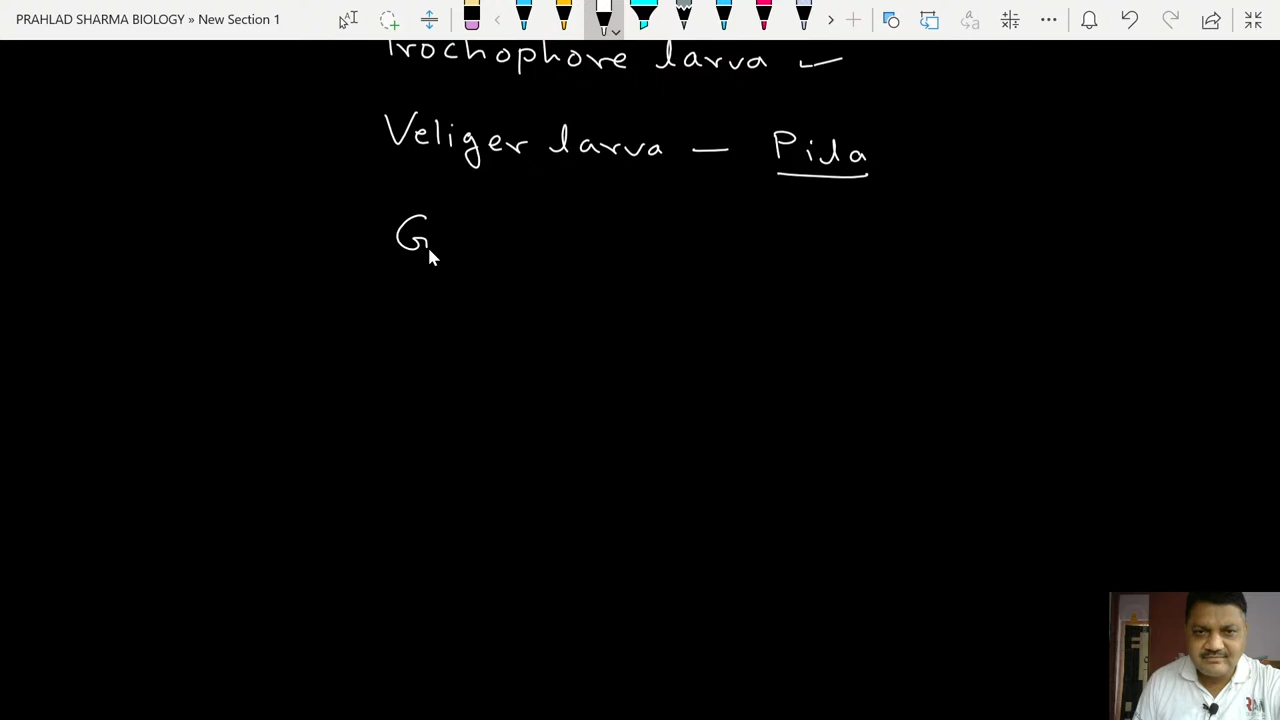 PRAHLAD SHARMA BIOLOGY » New Section 1
Trochophore larva
Veliger larva — Pila
G